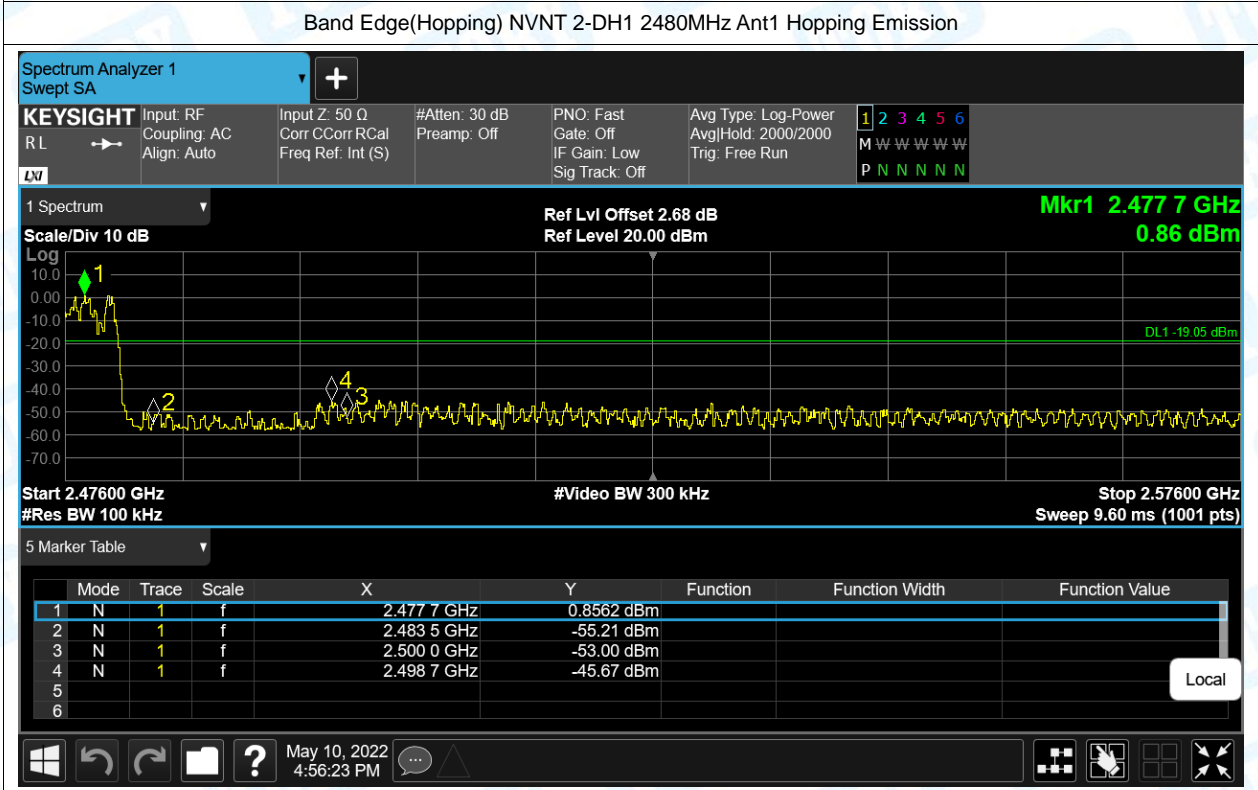 Band Edge(Hopping) NVNT 2-DH1 2480MHz Ant1 Hopping Emission
Spectrum Analyzer 1
Swept SA
+
KEYSIGHT
R L
LXI
Input: RF
Coupling: AC
Align: Auto
Input Z: 50 Ω
Corr CCorr RCal
Freq Ref: Int (S)
#Atten: 30 dB
Preamp: Off
PNO: Fast
Gate: Off
IF Gain: Low
Sig Track: Off
Avg Type: Log-Power
Avg|Hold: 2000/2000
Trig: Free Run
1 2 3 4 5 6
M W W W W W
P N N N N N
1 Spectrum
Scale/Div 10 dB
Ref Lvl Offset 2.68 dB
Ref Level 20.00 dBm
Mkr1 2.477 7 GHz
0.86 dBm
Log
10.0
0.00
-10.0
-20.0
-30.0
-40.0
-50.0
-60.0
-70.0
1
2
4
3
DL1 -19.05 dBm
Start 2.47600 GHz
#Video BW 300 kHz
Stop 2.57600 GHz
#Res BW 100 kHz
Sweep 9.60 ms (1001 pts)
5 Marker Table
Mode Trace Scale X Y Function Function Width Function Value
1 N 1 f 2.477 7 GHz 0.8562 dBm
2 N 1 f 2.483 5 GHz -55.21 dBm
3 N 1 f 2.500 0 GHz -53.00 dBm
4 N 1 f 2.498 7 GHz -45.67 dBm
5
6
Local
?
May 10, 2022
4:56:23 PM